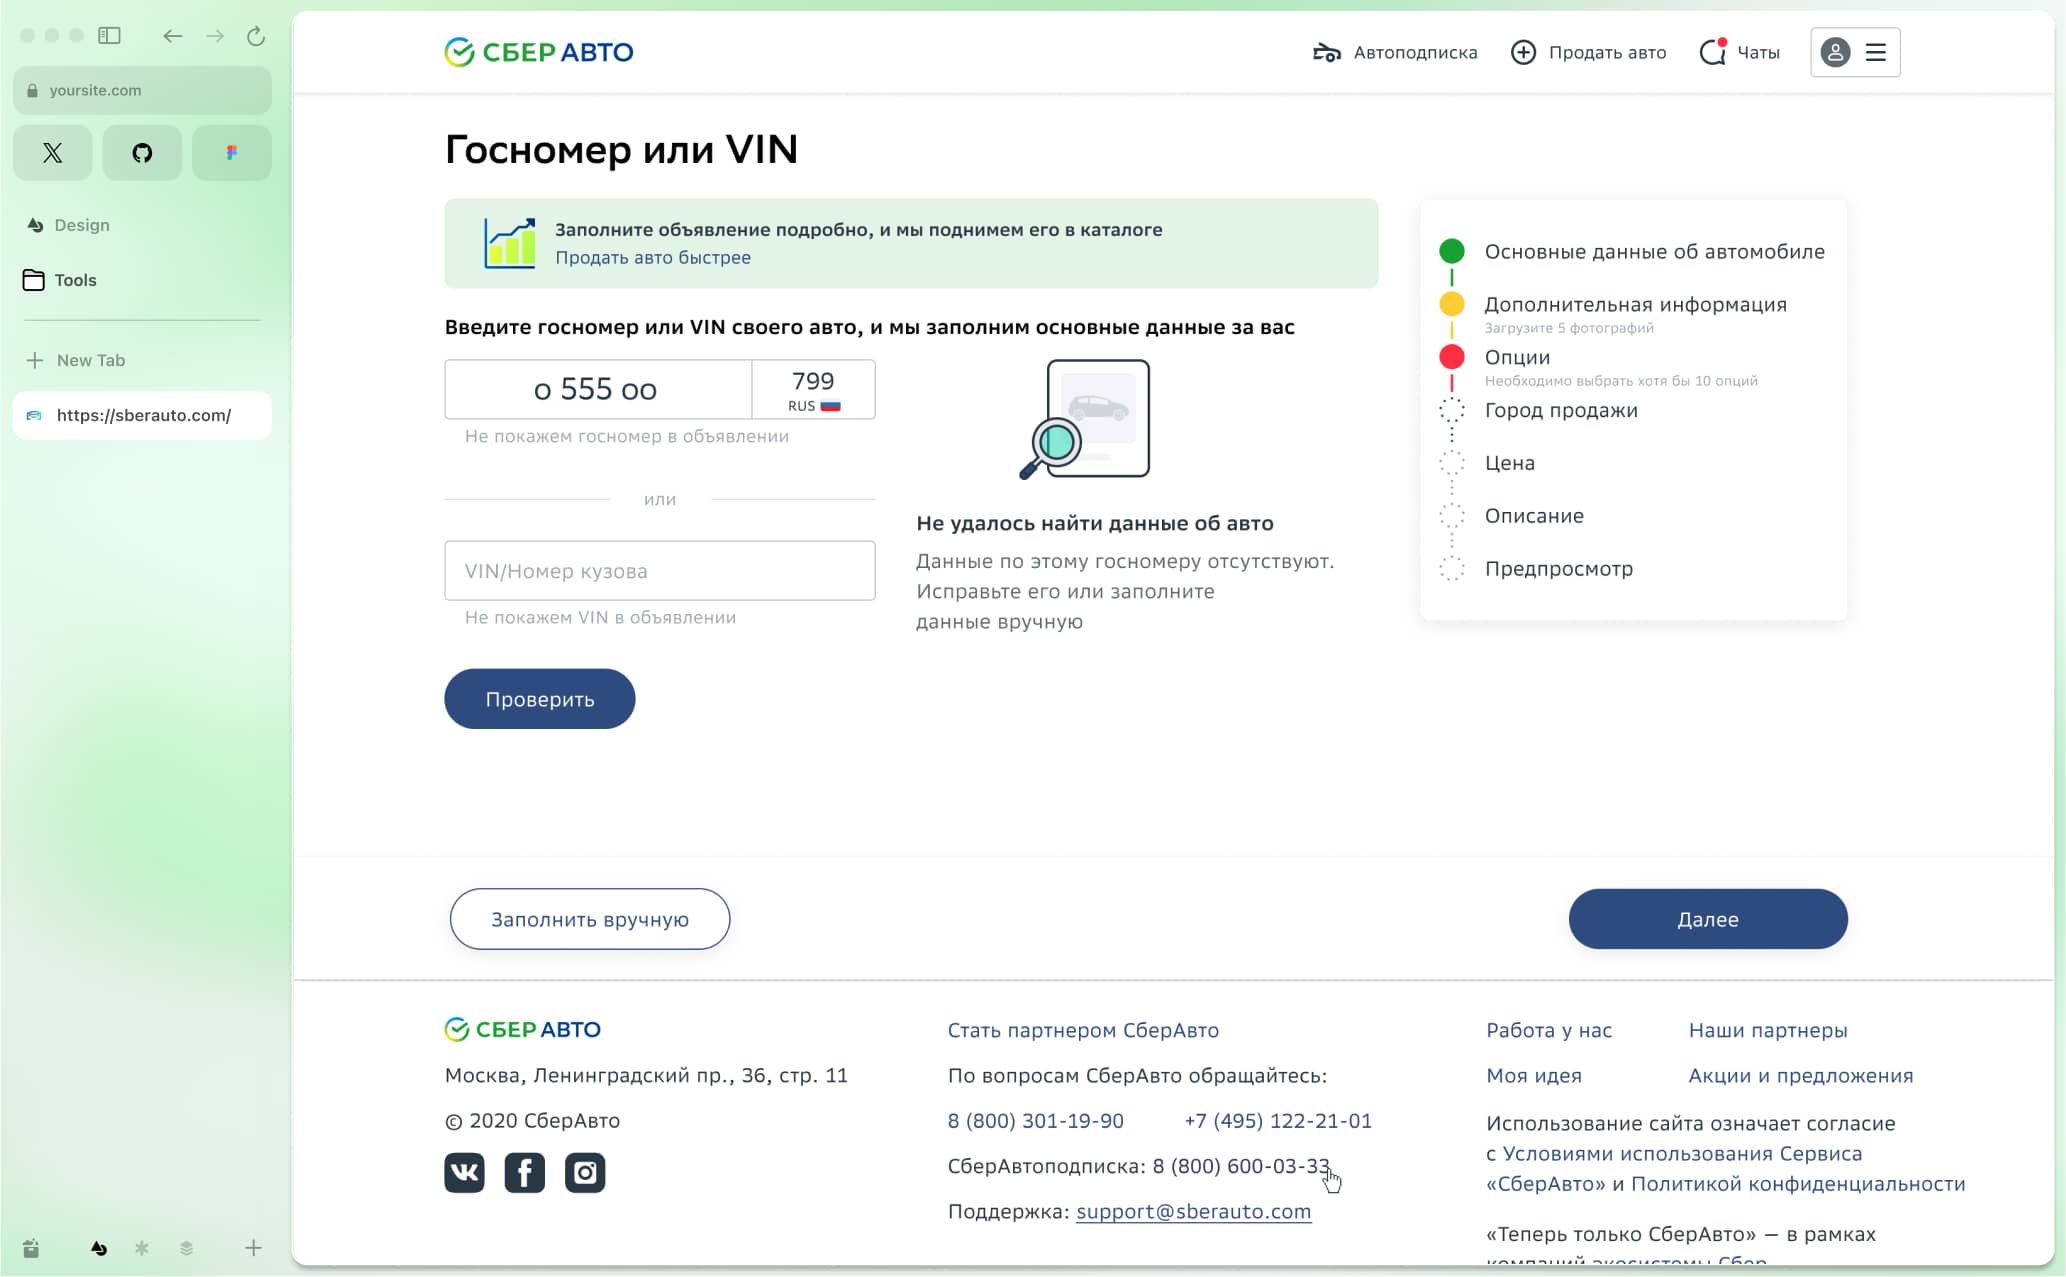 yoursite.com
Design
Tools
New Tab
https://sberauto.com/
СБЕР АВТО
Автоподписка
Продать авто
Чаты
Госномер или VIN
Заполните объявление подробно, и мы поднимем его в каталоге
Продать авто быстрее
Введите госномер или VIN своего авто, и мы заполним основные данные за вас
о 555 оо
799
RUS
Не покажем госномер в объявлении
или
VIN/Номер кузова
Не покажем VIN в объявлении
Проверить
Не удалось найти данные об авто
Данные по этому госномеру отсутствуют.
Исправьте его или заполните
данные вручную
Основные данные об автомобиле
Дополнительная информация
Загрузите 5 фотографий
Опции
Необходимо выбрать хотя бы 10 опций
Город продажи
Цена
Описание
Предпросмотр
Заполнить вручную
Далее
СБЕР АВТО
Москва, Ленинградский пр., 36, стр. 11
© 2020 СберАвто
Стать партнером СберАвто
По вопросам СберАвто обращайтесь:
8 (800) 301-19-90
+7 (495) 122-21-01
СберАвтоподписка: 8 (800) 600-03-33
Поддержка: support@sberauto.com
Работа у нас
Наши партнеры
Моя идея
Акции и предложения
Использование сайта означает согласие
с Условиями использования Сервиса
«СберАвто» и Политикой конфиденциальности
«Теперь только СберАвто» — в рамках
компаний экосистемы Сбер